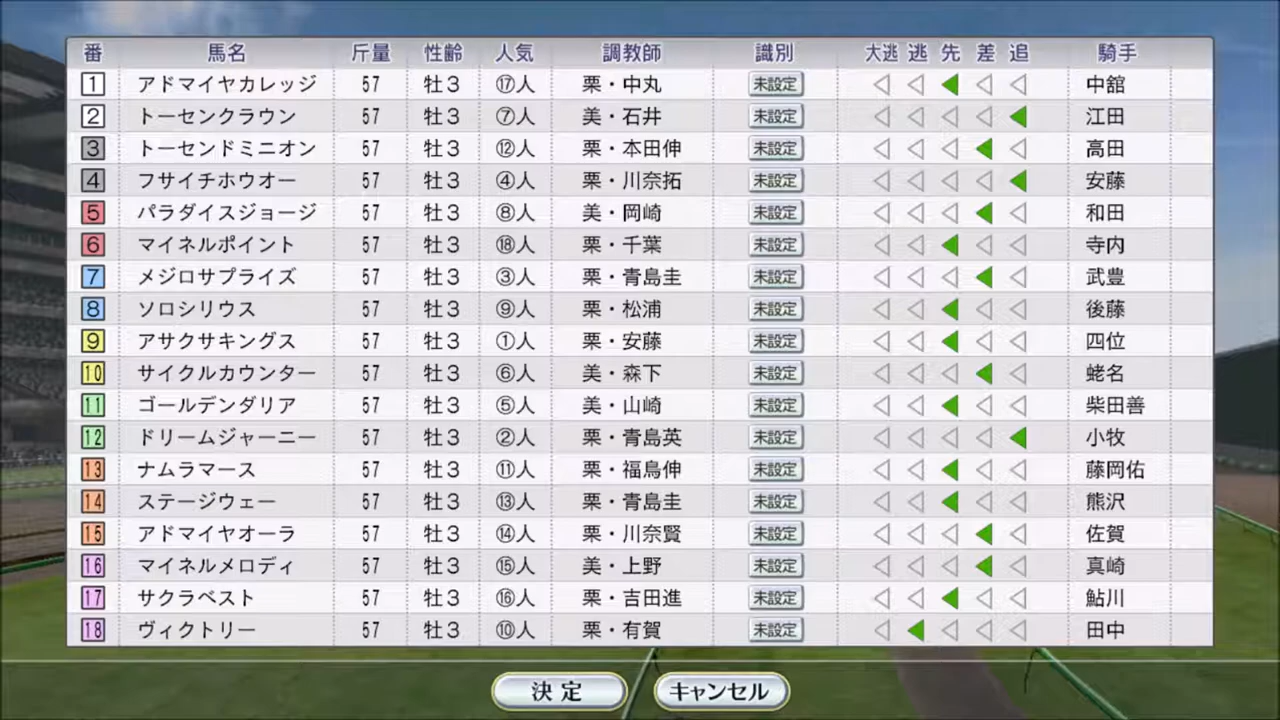 番 馬名 斤量 性齢 人気 調教師 識別 大逃 逃 先 差 追 騎手
1 アドマイヤカレッジ 57 牡3 ⑰人 栗・中丸 未設定 中舘
2 トーセンクラウン 57 牡3 ⑦人 美・石井 未設定 江田
3 トーセンドミニオン 57 牡3 ⑫人 栗・本田伸 未設定 高田
4 フサイチホウオー 57 牡3 ④人 栗・川奈拓 未設定 安藤
5 パラダイスジョージ 57 牡3 ⑧人 美・岡崎 未設定 和田
6 マイネルポイント 57 牡3 ⑱人 栗・千葉 未設定 寺内
7 メジロサプライズ 57 牡3 ③人 栗・青島圭 未設定 武豊
8 ソロシリウス 57 牡3 ⑨人 栗・松浦 未設定 後藤
9 アサクサキングス 57 牡3 ①人 栗・安藤 未設定 四位
10 サイクルカウンター 57 牡3 ⑥人 美・森下 未設定 蛯名
11 ゴールデンダリア 57 牡3 ⑤人 美・山崎 未設定 柴田善
12 ドリームジャーニー 57 牡3 ②人 栗・青島英 未設定 小牧
13 ナムラマース 57 牡3 ⑪人 栗・福島伸 未設定 藤岡佑
14 ステージウェー 57 牡3 ⑬人 栗・青島圭 未設定 熊沢
15 アドマイヤオーラ 57 牡3 ⑭人 栗・川奈賢 未設定 佐賀
16 マイネルメロディ 57 牡3 ⑮人 美・上野 未設定 真崎
17 サクラベスト 57 牡3 ⑯人 栗・吉田進 未設定 鮎川
18 ヴィクトリー 57 牡3 ⑩人 栗・有賀 未設定 田中
決定 キャンセル